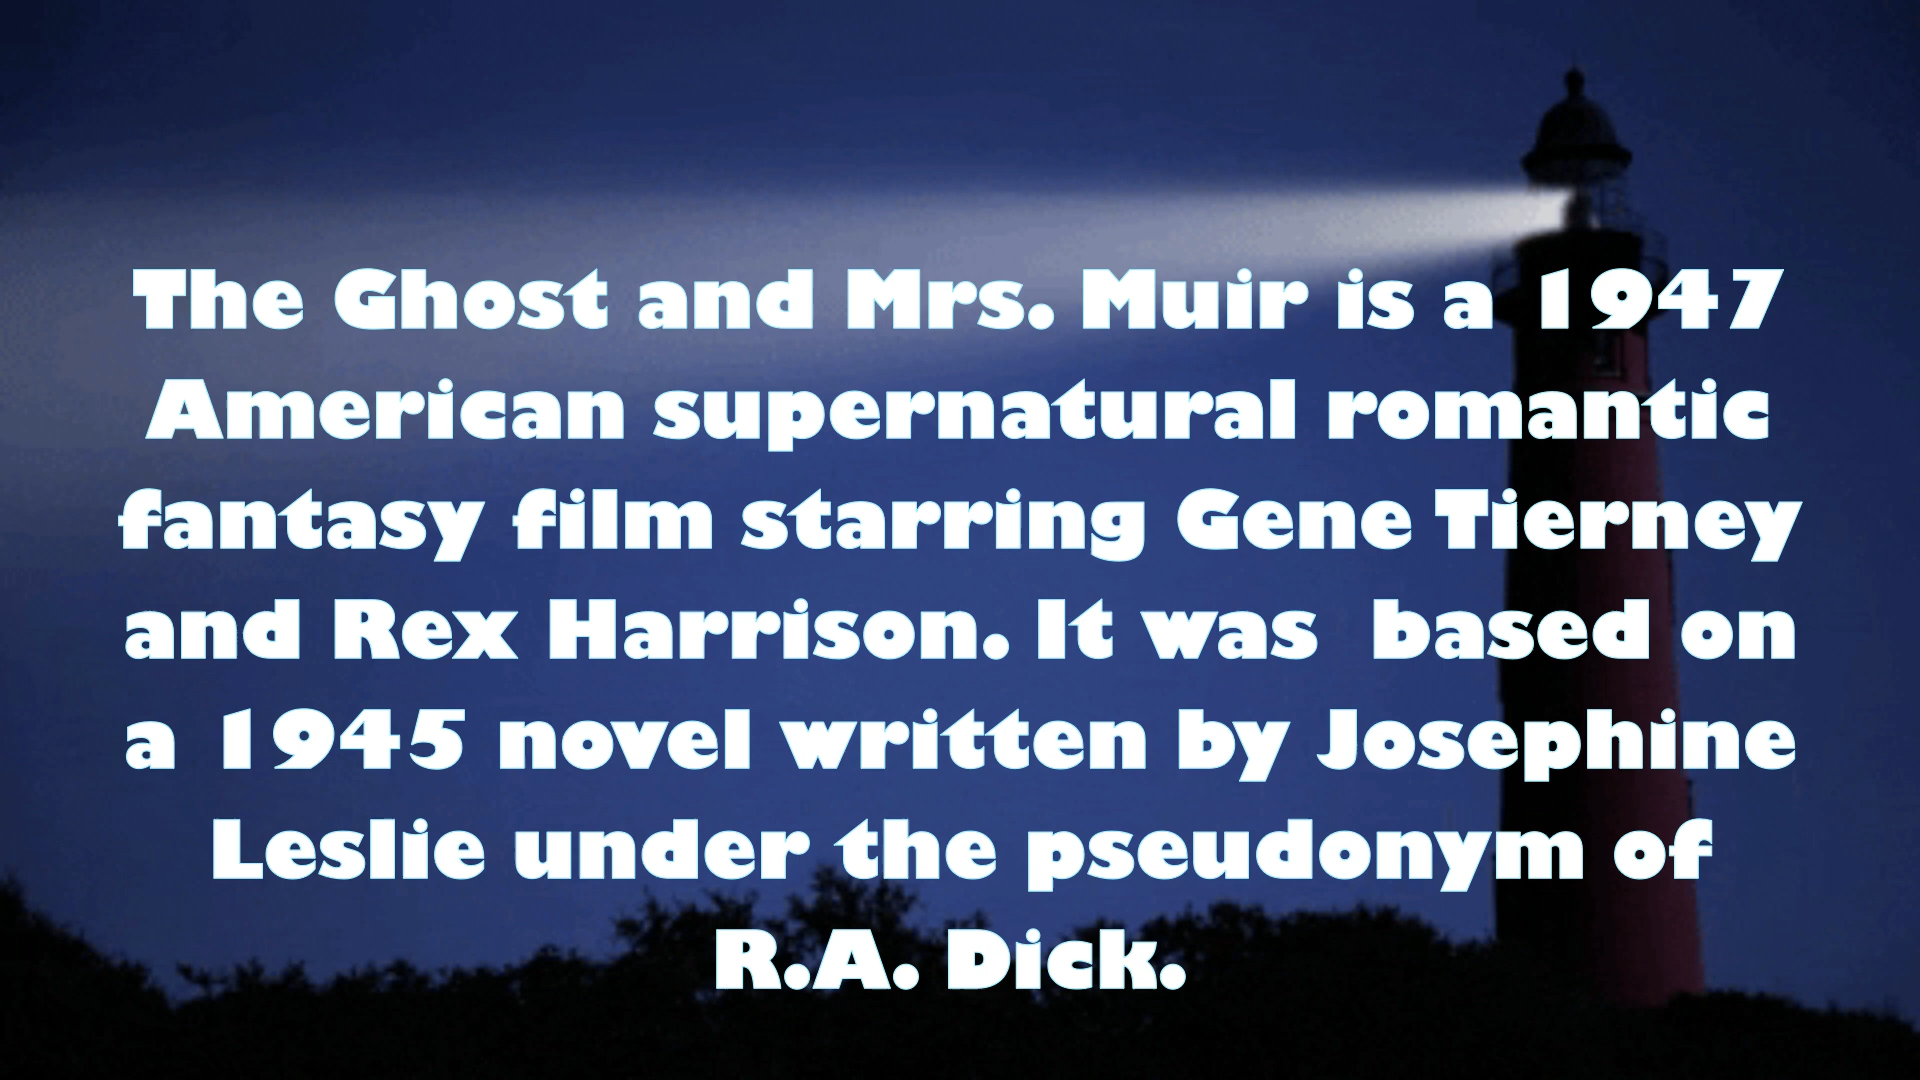 The Ghost and Mrs. Muir is a 1947
American supernatural romantic
fantasy film starring Gene Tierney
and Rex Harrison. It was  based on
a 1945 novel written by Josephine
Leslie under the pseudonym of
R.A. Dick.